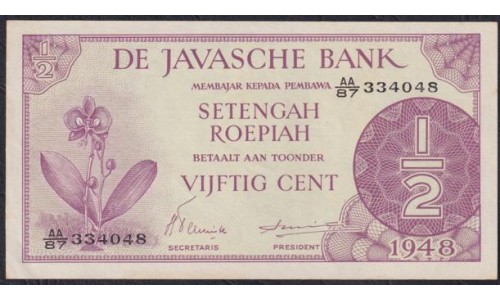 1/2
DE JAVASCHE BANK
MEMBAJAR KEPADA PEMBAWA
AA/87 334048
SETENGAH
ROEPIAH
BETAALT AAN TOONDER
VIJFTIG CENT
1/2
AA/87 334048
SECRETARIS
PRESIDENT
1948